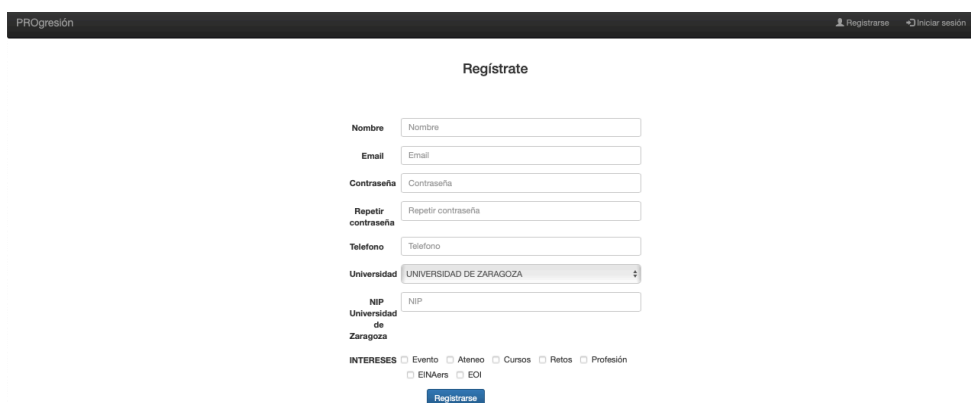 PROgresión Registrarse Iniciar sesión
Regístrate
Nombre Nombre
Email Email
Contraseña Contraseña
Repetir Repetir contraseña
contraseña
Telefono Telefono
Universidad UNIVERSIDAD DE ZARAGOZA
NIP NIP
Universidad
de
Zaragoza
INTERESES Evento Ateneo Cursos Retos Profesión
EINAers EOI
Registrarse